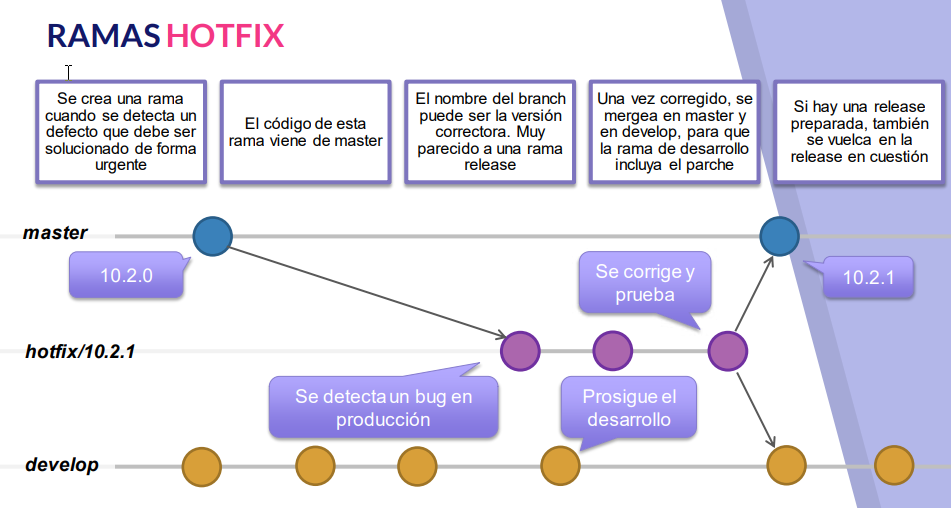 RAMAS HOTFIX
Se crea una rama
cuando se detecta un
defecto que debe ser
solucionado de forma
urgente
El código de esta
rama viene de master
El nombre del branch
puede ser la versión
correctora. Muy
parecido a una rama
release
Una vez corregido, se
mergea en master y
en develop, para que
la rama de desarrollo
incluya el parche
Si hay una release
preparada, también
se vuelca en la
release en cuestión
master
10.2.0
Se corrige y
prueba
10.2.1
hotfix/10.2.1
Se detecta un bug en
producción
Prosigue el
desarrollo
develop